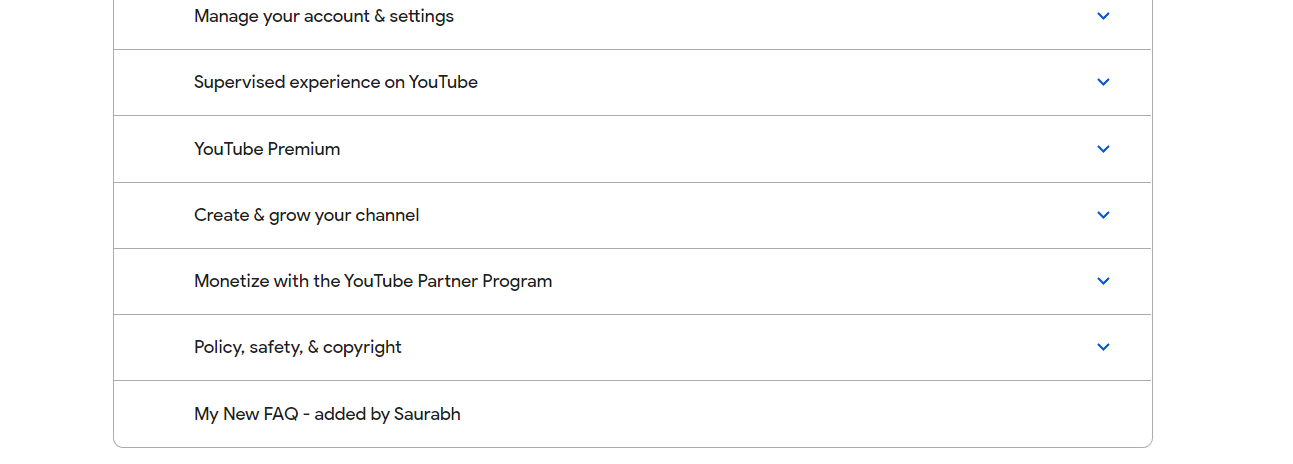 Manage your account & settings
Supervised experience on YouTube
YouTube Premium
Create & grow your channel
Monetize with the YouTube Partner Program
Policy, safety, & copyright
My New FAQ - added by Saurabh